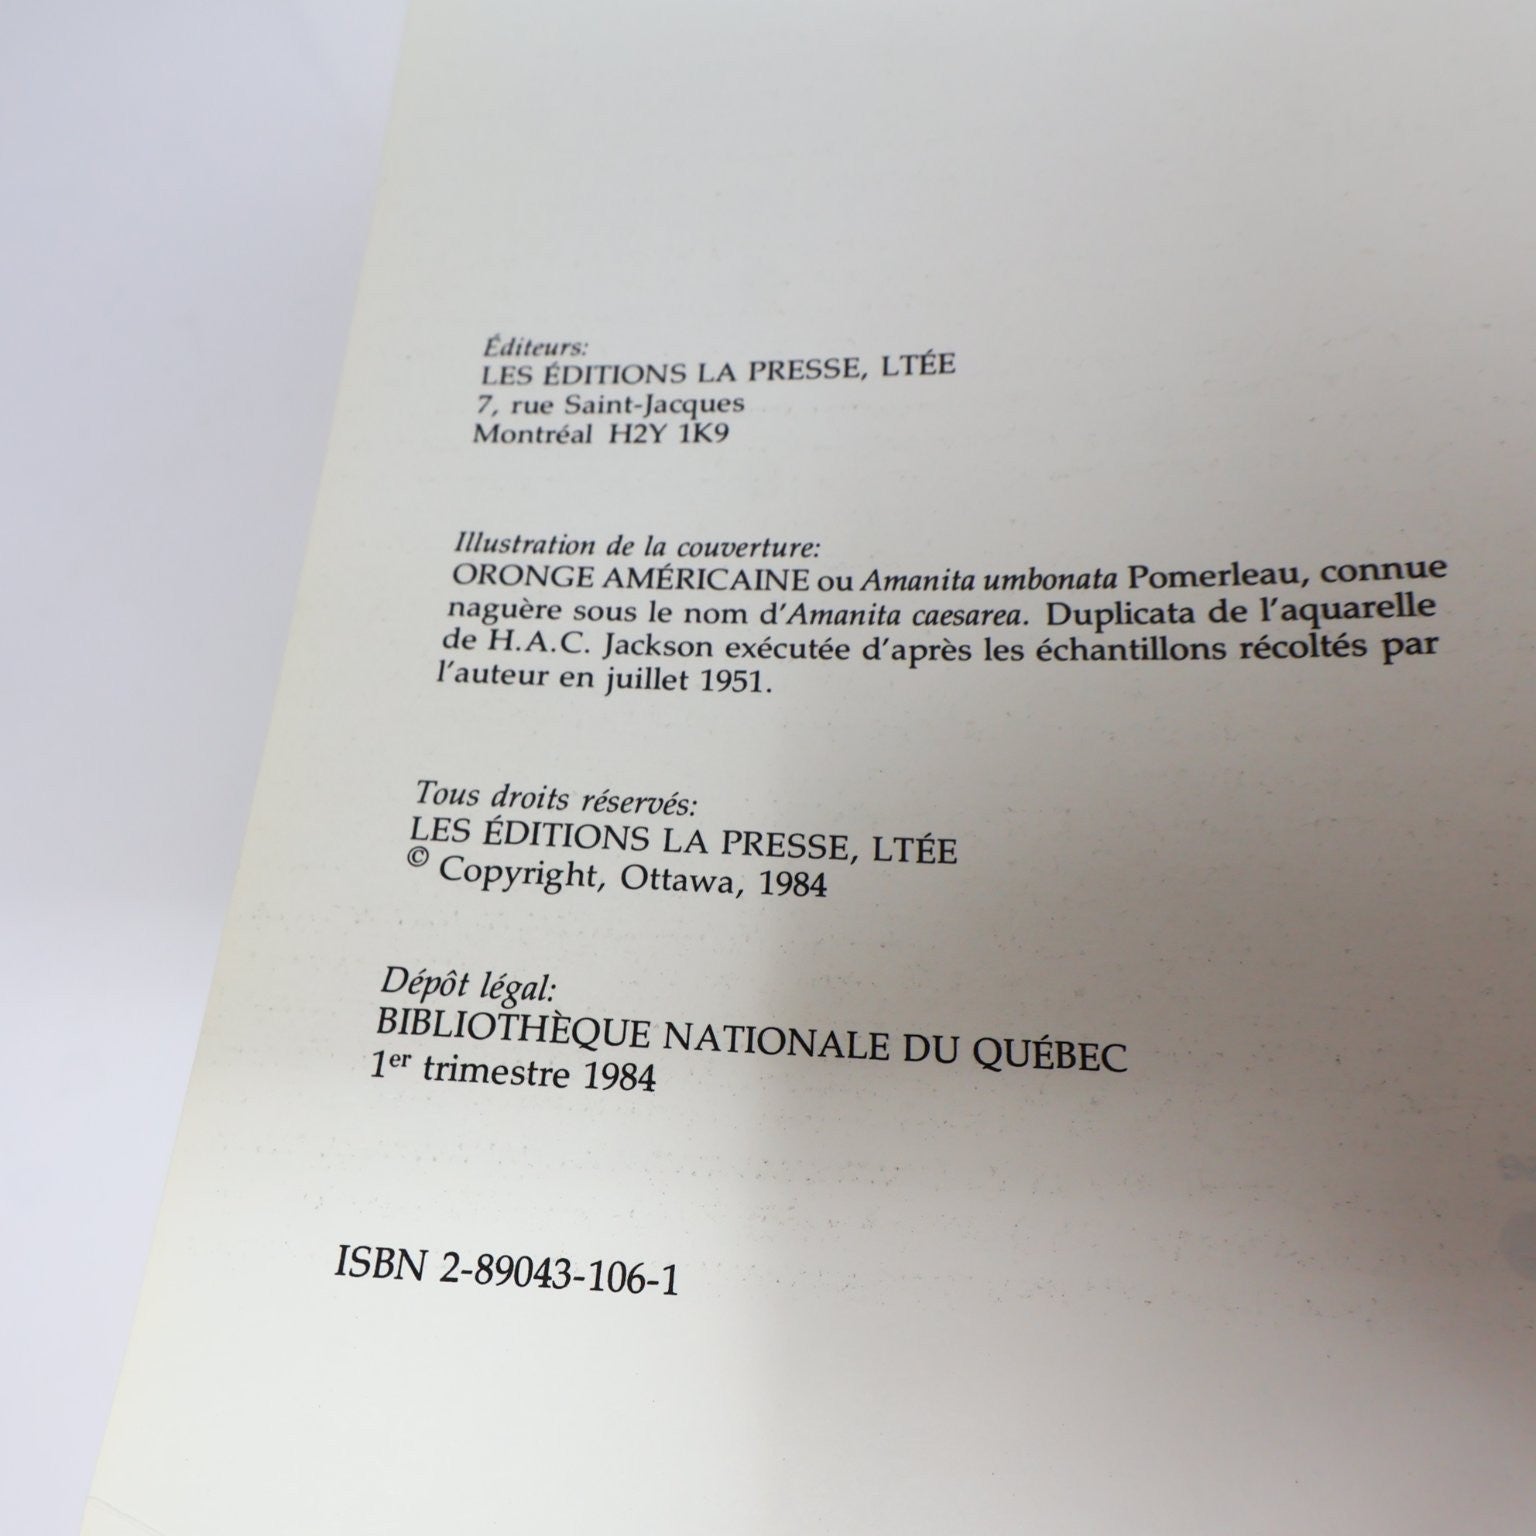 Éditeurs:
LES ÉDITIONS LA PRESSE, LTÉE
7, rue Saint-Jacques
Montréal H2Y 1K9
Illustration de la couverture:
ORONGE AMÉRICAINE ou Amanita umbonata Pomerleau, connue
naguère sous le nom d'Amanita caesarea. Duplicata de l'aquarelle
de H.A.C. Jackson exécutée d'après les échantillons récoltés par
l'auteur en juillet 1951.
Tous droits réservés:
LES ÉDITIONS LA PRESSE, LTÉE
© Copyright, Ottawa, 1984
Dépôt légal:
BIBLIOTHÈQUE NATIONALE DU QUÉBEC
1er trimestre 1984
ISBN 2-89043-106-1